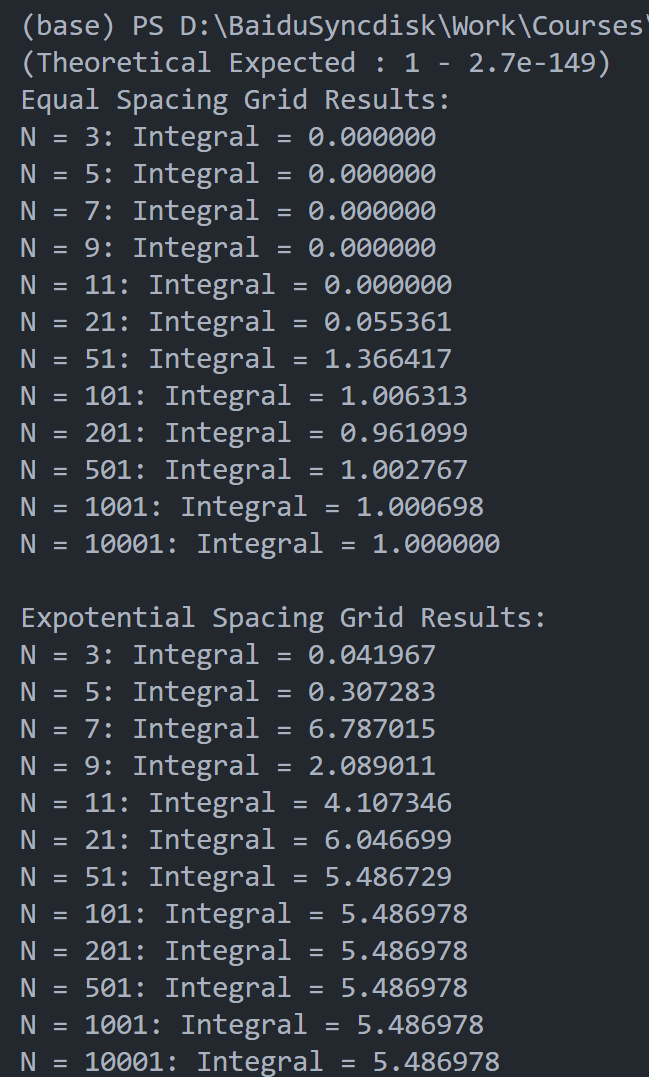 (base) PS D:\BaiduSyncdisk\Work\Courses\
(Theoretical Expected : 1 - 2.7e-149)
Equal Spacing Grid Results:
N = 3: Integral = 0.000000
N = 5: Integral = 0.000000
N = 7: Integral = 0.000000
N = 9: Integral = 0.000000
N = 11: Integral = 0.000000
N = 21: Integral = 0.055361
N = 51: Integral = 1.366417
N = 101: Integral = 1.006313
N = 201: Integral = 0.961099
N = 501: Integral = 1.002767
N = 1001: Integral = 1.000698
N = 10001: Integral = 1.000000

Expotential Spacing Grid Results:
N = 3: Integral = 0.041967
N = 5: Integral = 0.307283
N = 7: Integral = 6.787015
N = 9: Integral = 2.089011
N = 11: Integral = 4.107346
N = 21: Integral = 6.046699
N = 51: Integral = 5.486729
N = 101: Integral = 5.486978
N = 201: Integral = 5.486978
N = 501: Integral = 5.486978
N = 1001: Integral = 5.486978
N = 10001: Integral = 5.486978